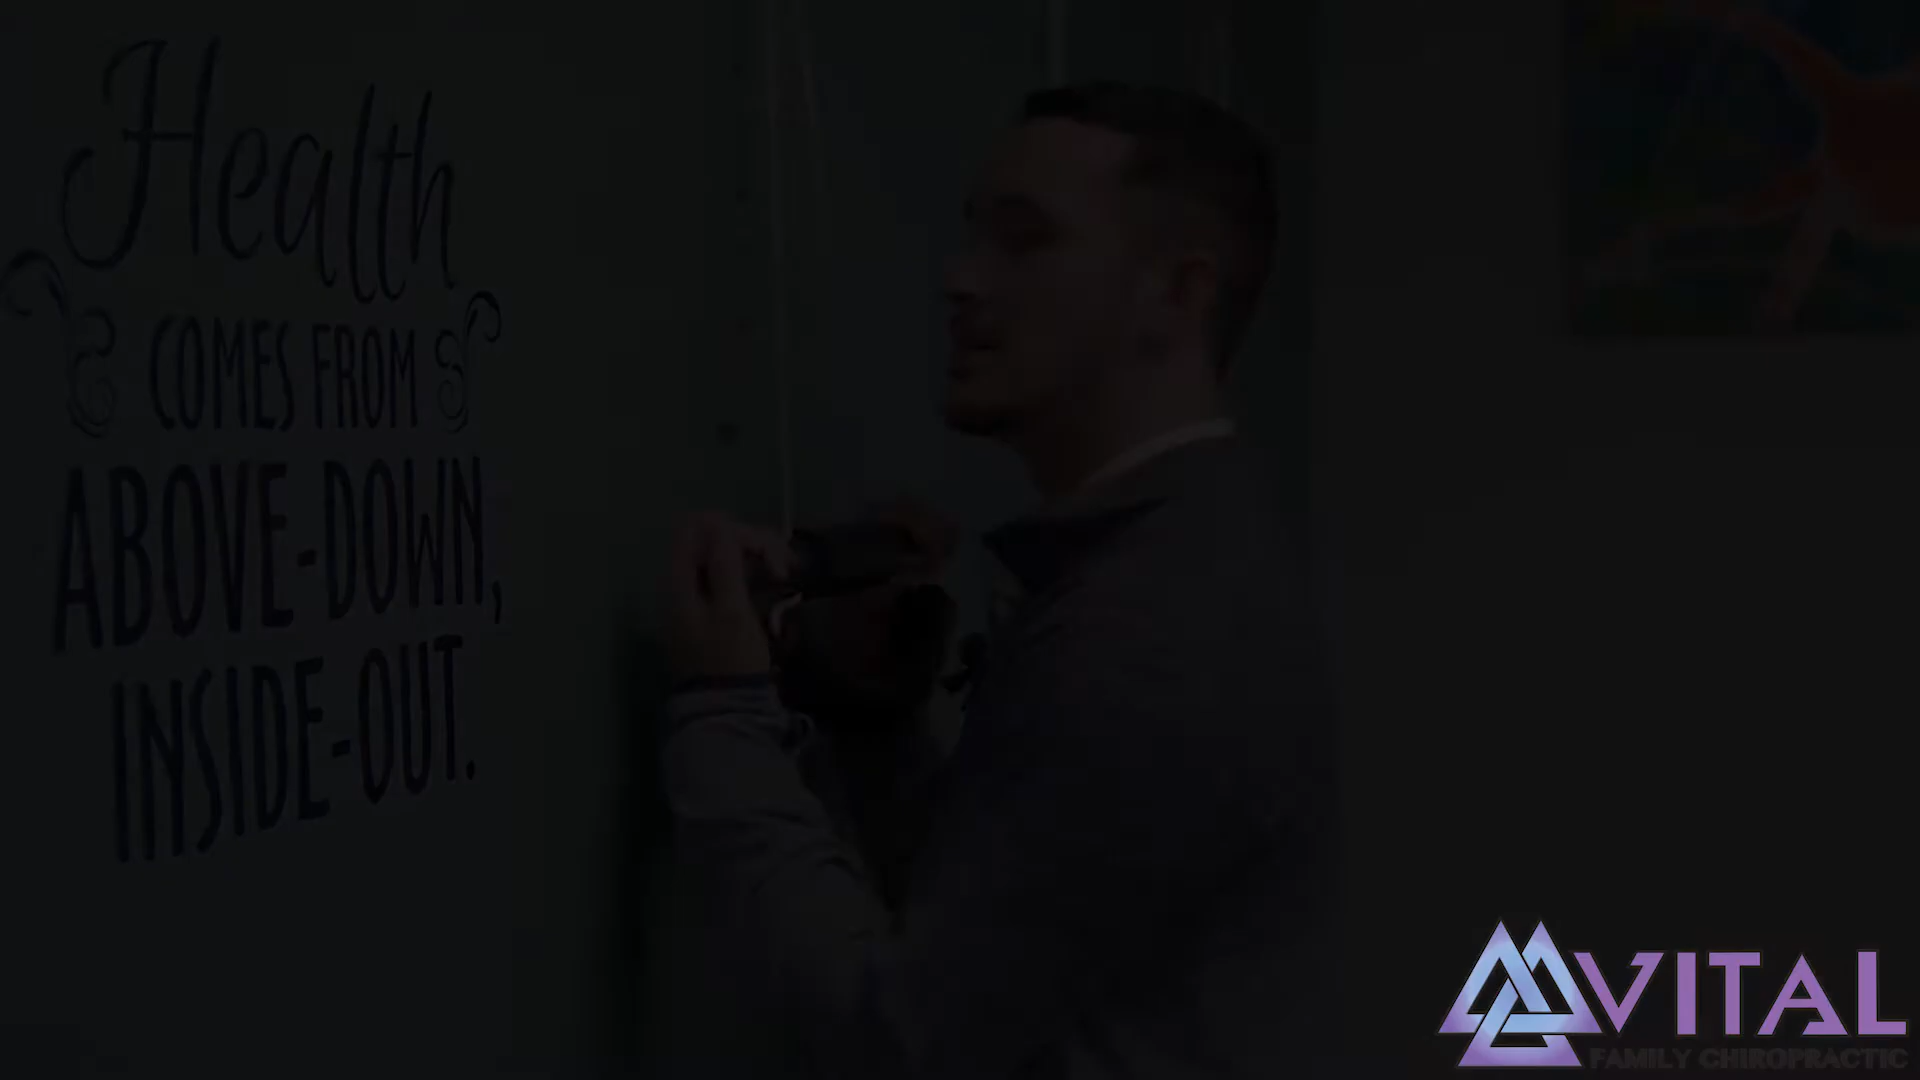 Health
COMES FROM
ABOVE-DOWN,
INSIDE-OUT.
VITAL
FAMILY CHIROPRACTIC